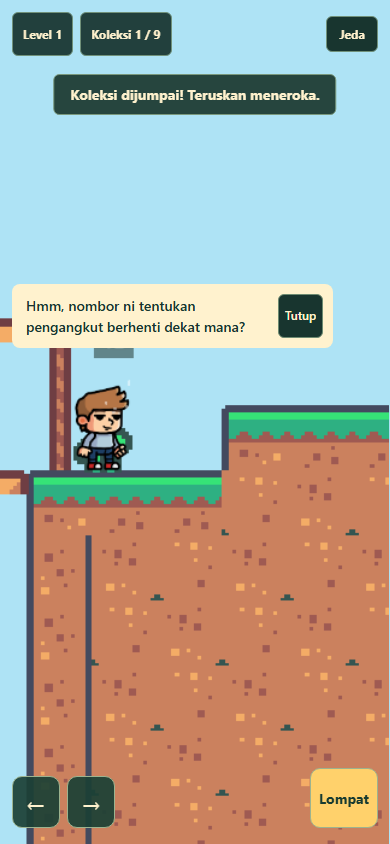 Level 1
Koleksi 1 / 9
Jeda
Koleksi dijumpai! Teruskan meneroka.
Hmm, nombor ni tentukan
pengangkut berhenti dekat mana?
Tutup
←
→
Lompat